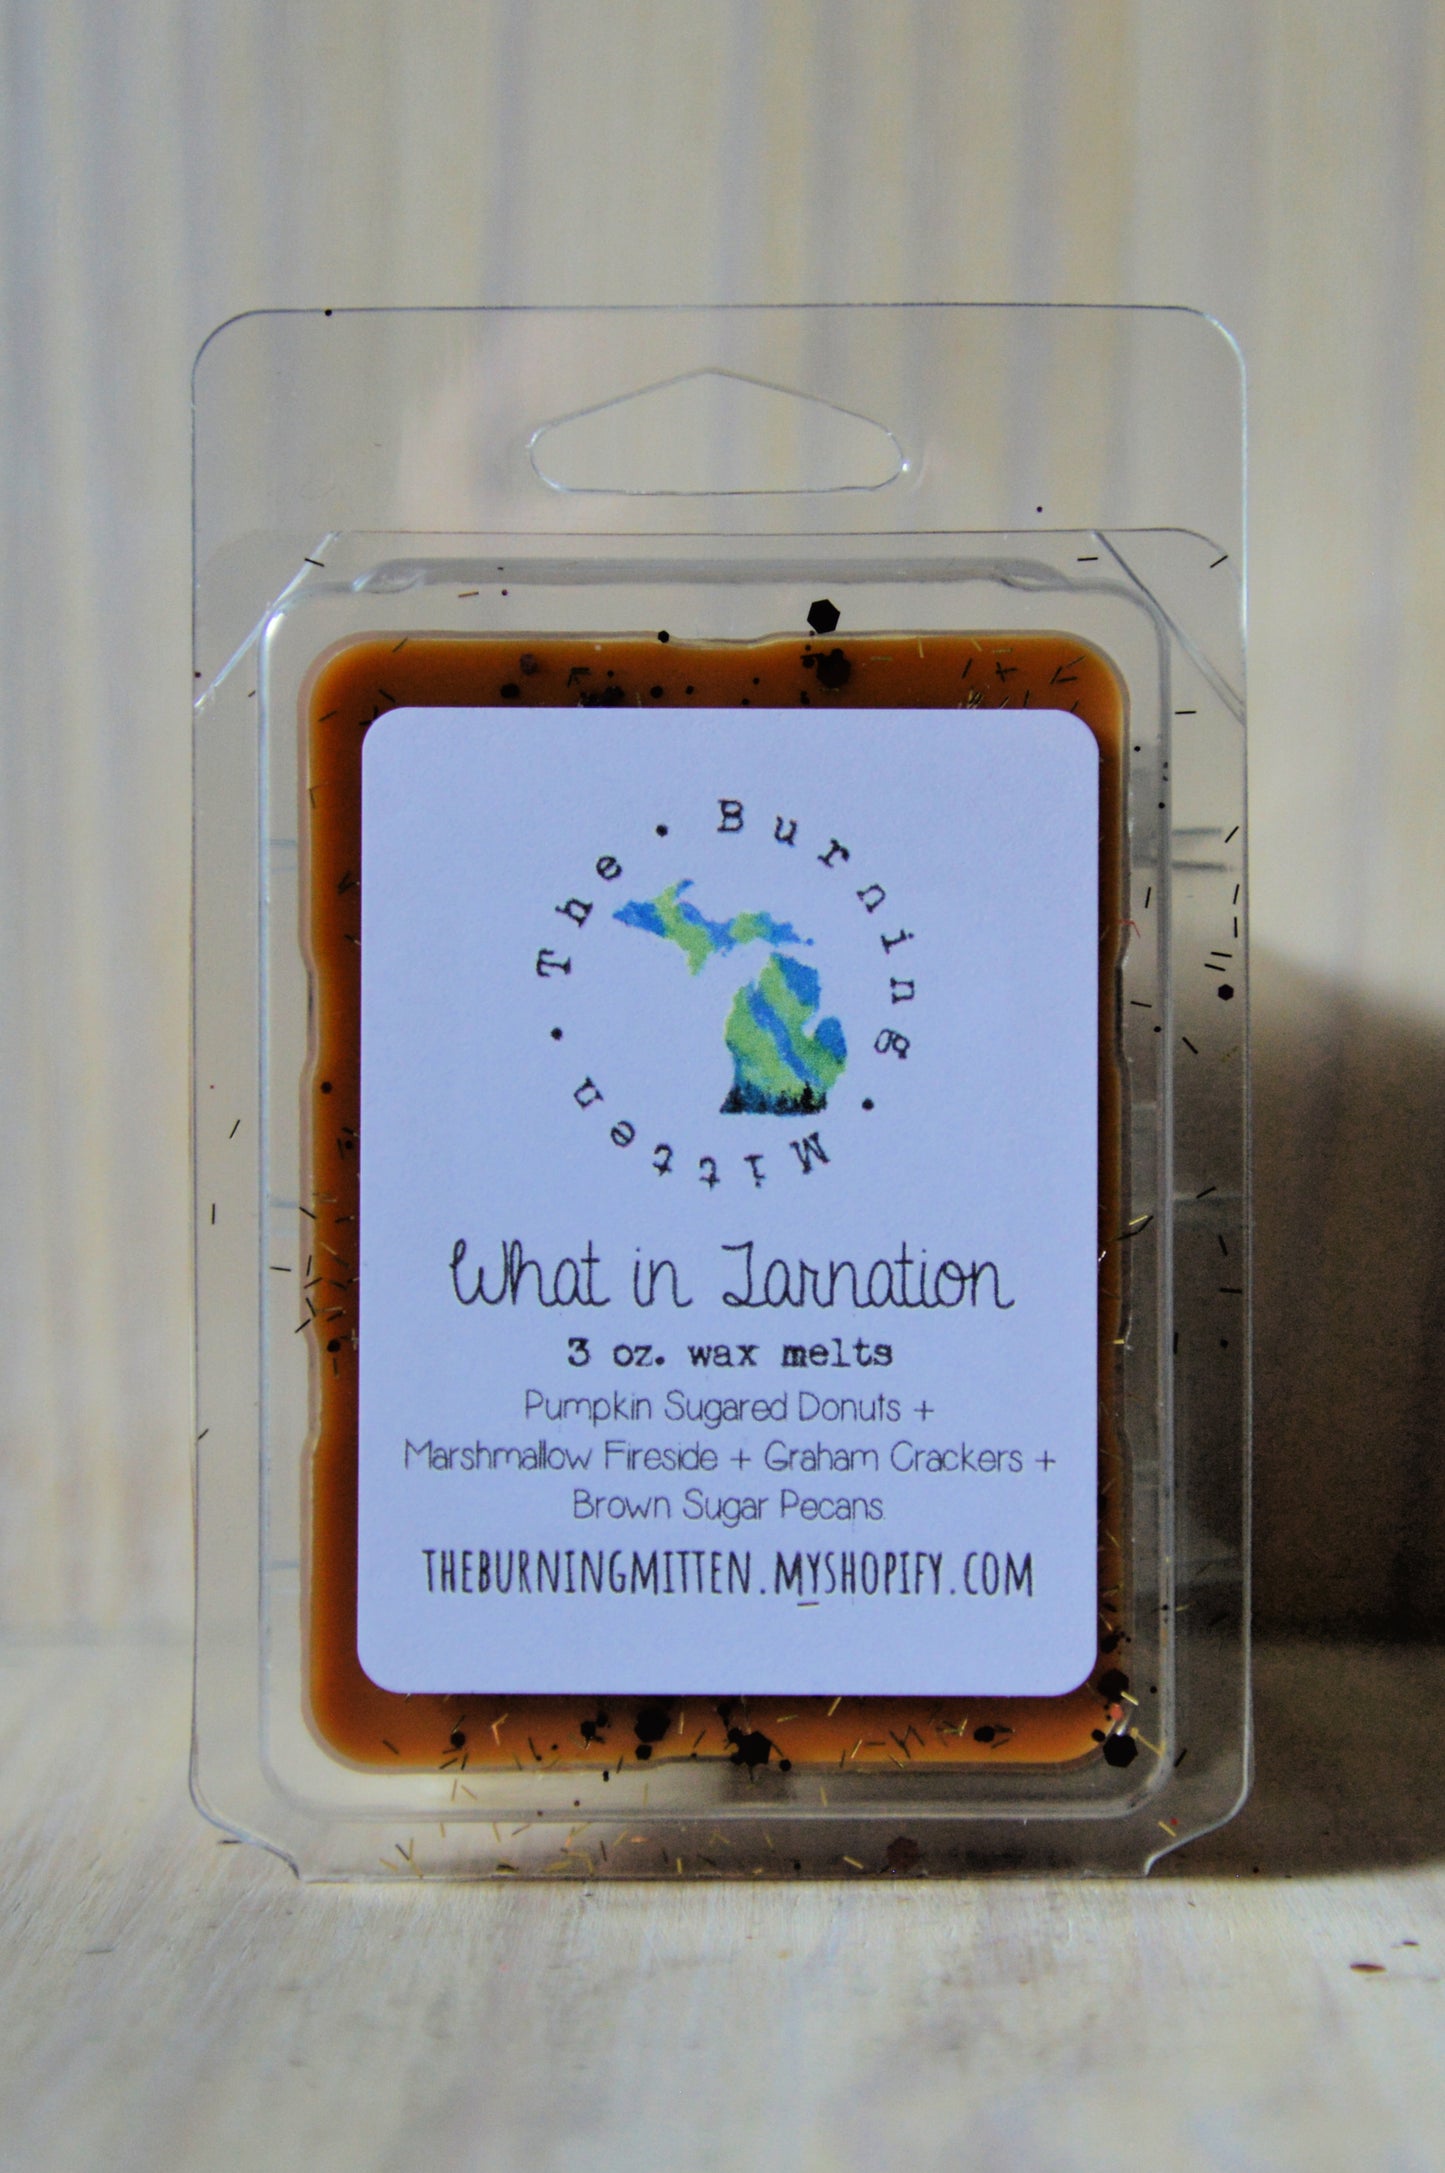 The • Burning • Mitten •
What in Tarnation
3 oz. wax melts
Pumpkin Sugared Donuts +
Marshmallow Fireside + Graham Crackers +
Brown Sugar Pecans
THEBURNINGMITTEN.MYSHOPIFY.COM